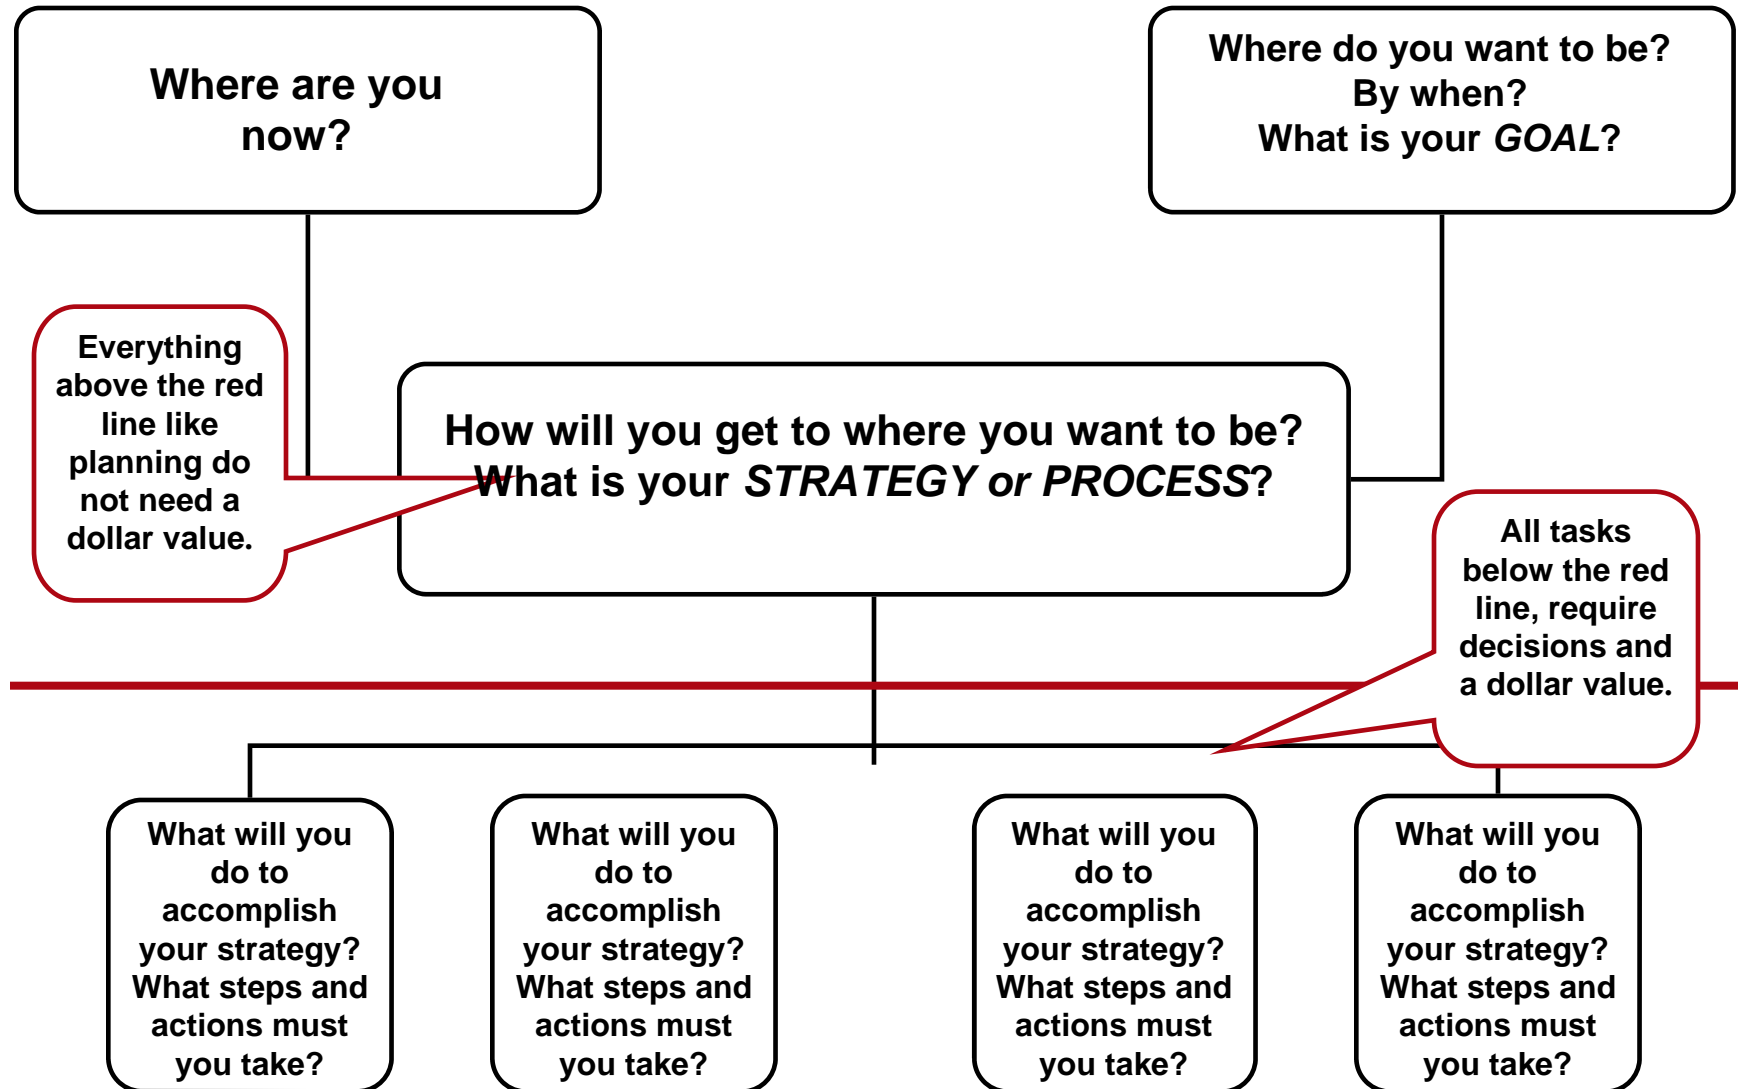 Where are you
now?
Where do you want to be?
By when?
What is your GOAL?
Everything
above the red
line like
planning do
not need a
dollar value.
How will you get to where you want to be?
What is your STRATEGY or PROCESS?
All tasks
below the red
line, require
decisions and
a dollar value.
What will you
do to
accomplish
your strategy?
What steps and
actions must
you take?
What will you
do to
accomplish
your strategy?
What steps and
actions must
you take?
What will you
do to
accomplish
your strategy?
What steps and
actions must
you take?
What will you
do to
accomplish
your strategy?
What steps and
actions must
you take?